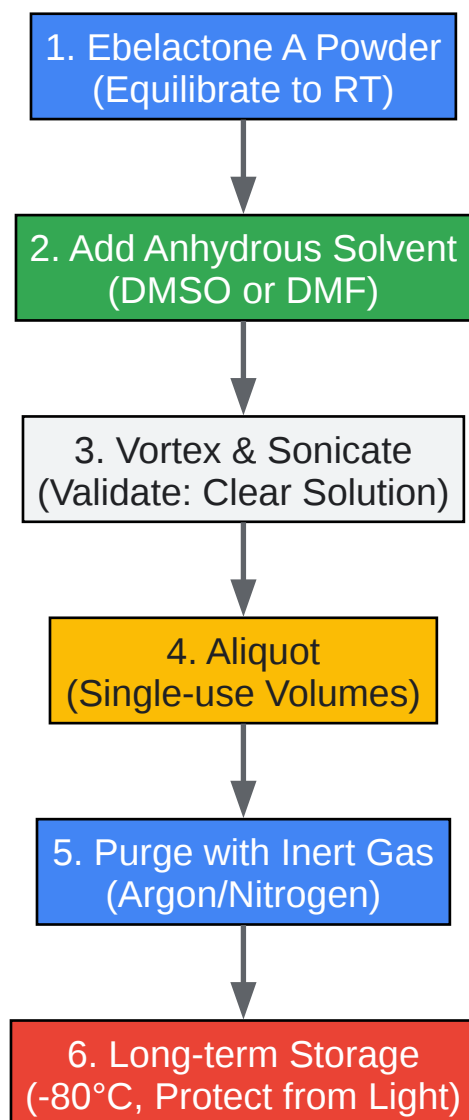 1. Ebelactone A Powder
(Equilibrate to RT)
2. Add Anhydrous Solvent
(DMSO or DMF)
3. Vortex & Sonicate
(Validate: Clear Solution)
4. Aliquot
(Single-use Volumes)
5. Purge with Inert Gas
(Argon/Nitrogen)
6. Long-term Storage
(-80°C, Protect from Light)